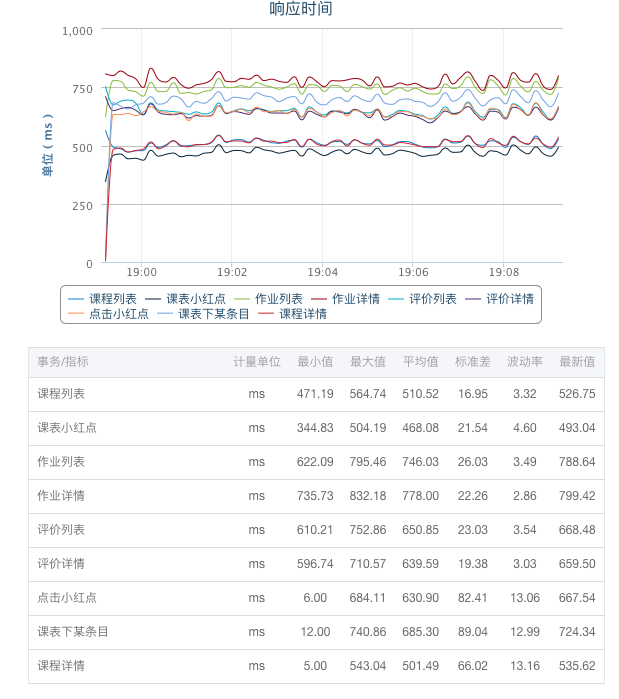 响应时间
1,000
750
500
250
0
单位 ( ms )
19:00 19:02 19:04 19:06 19:08
课程列表 课表小红点 作业列表 作业详情 评价列表 评价详情
点击小红点 课表下某条目 课程详情
事务/指标 计量单位 最小值 最大值 平均值 标准差 波动率 最新值
课程列表 ms 471.19 564.74 510.52 16.95 3.32 526.75
课表小红点 ms 344.83 504.19 468.08 21.54 4.60 493.04
作业列表 ms 622.09 795.46 746.03 26.03 3.49 788.64
作业详情 ms 735.73 832.18 778.00 22.26 2.86 799.42
评价列表 ms 610.21 752.86 650.85 23.03 3.54 668.48
评价详情 ms 596.74 710.57 639.59 19.38 3.03 659.50
点击小红点 ms 6.00 684.11 630.90 82.41 13.06 667.54
课表下某条目 ms 12.00 740.86 685.30 89.04 12.99 724.34
课程详情 ms 5.00 543.04 501.49 66.02 13.16 535.62